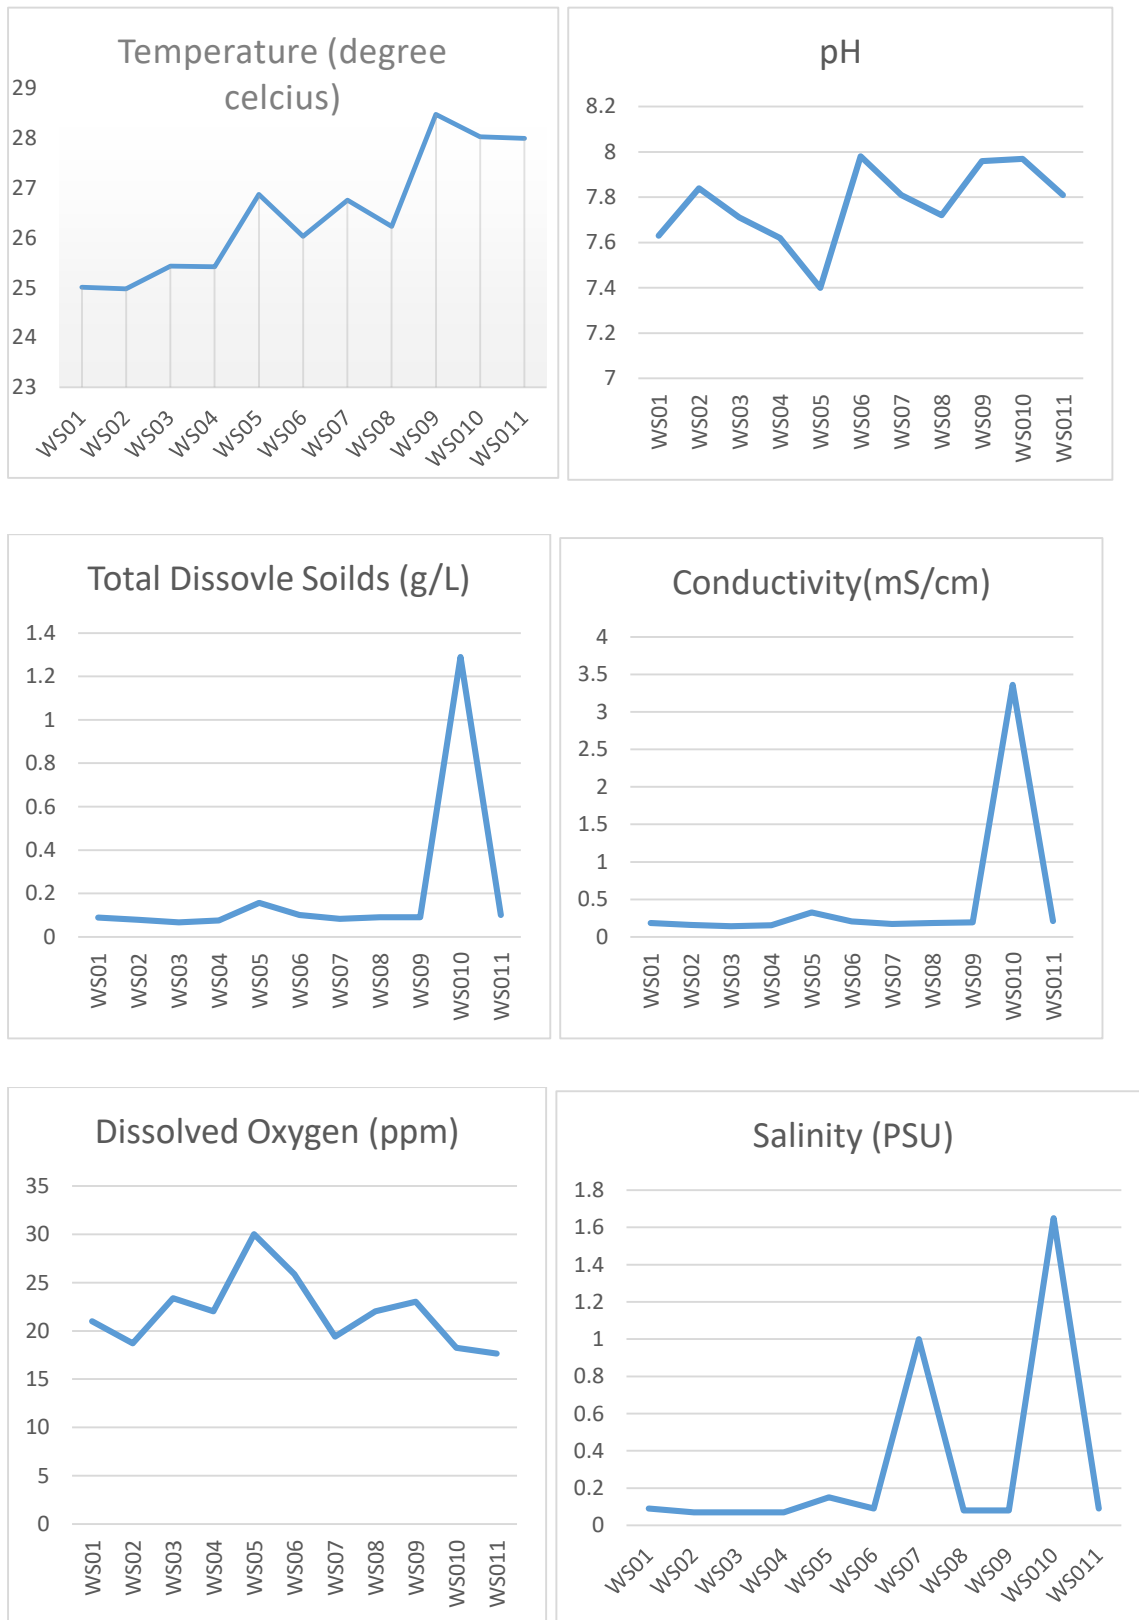 Temperature (degree
celcius)
29
28
27
26
25
24
23
WS01
WS02
WS03
WS04
WS05
WS06
WS07
WS08
WS09
WS010
WS011
pH
8.2
8
7.8
7.6
7.4
7.2
7
WS01
WS02
WS03
WS04
WS05
WS06
WS07
WS08
WS09
WS010
WS011
Total Dissovle Soilds (g/L)
1.4
1.2
1
0.8
0.6
0.4
0.2
0
WS01
WS02
WS03
WS04
WS05
WS06
WS07
WS08
WS09
WS010
WS011
Conductivity(mS/cm)
4
3.5
3
2.5
2
1.5
1
0.5
0
WS01
WS02
WS03
WS04
WS05
WS06
WS07
WS08
WS09
WS010
WS011
Dissolved Oxygen (ppm)
35
30
25
20
15
10
5
0
WS01
WS02
WS03
WS04
WS05
WS06
WS07
WS08
WS09
WS010
WS011
Salinity (PSU)
1.8
1.6
1.4
1.2
1
0.8
0.6
0.4
0.2
0
WS01
WS02
WS03
WS04
WS05
WS06
WS07
WS08
WS09
WS010
WS011